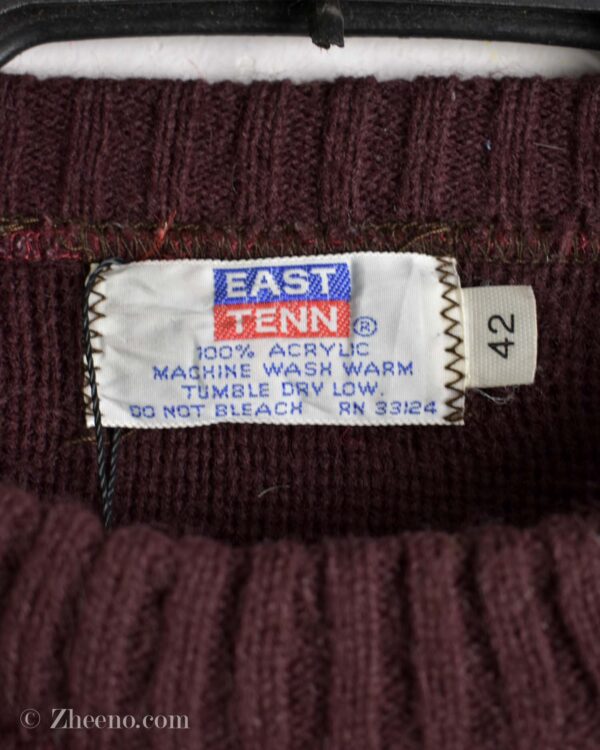 EAST
TENN®
100% ACRYLIC
MACHINE WASH WARM
TUMBLE DRY LOW.
DO NOT BLEACH RN 33124
42
© Zheeno.com